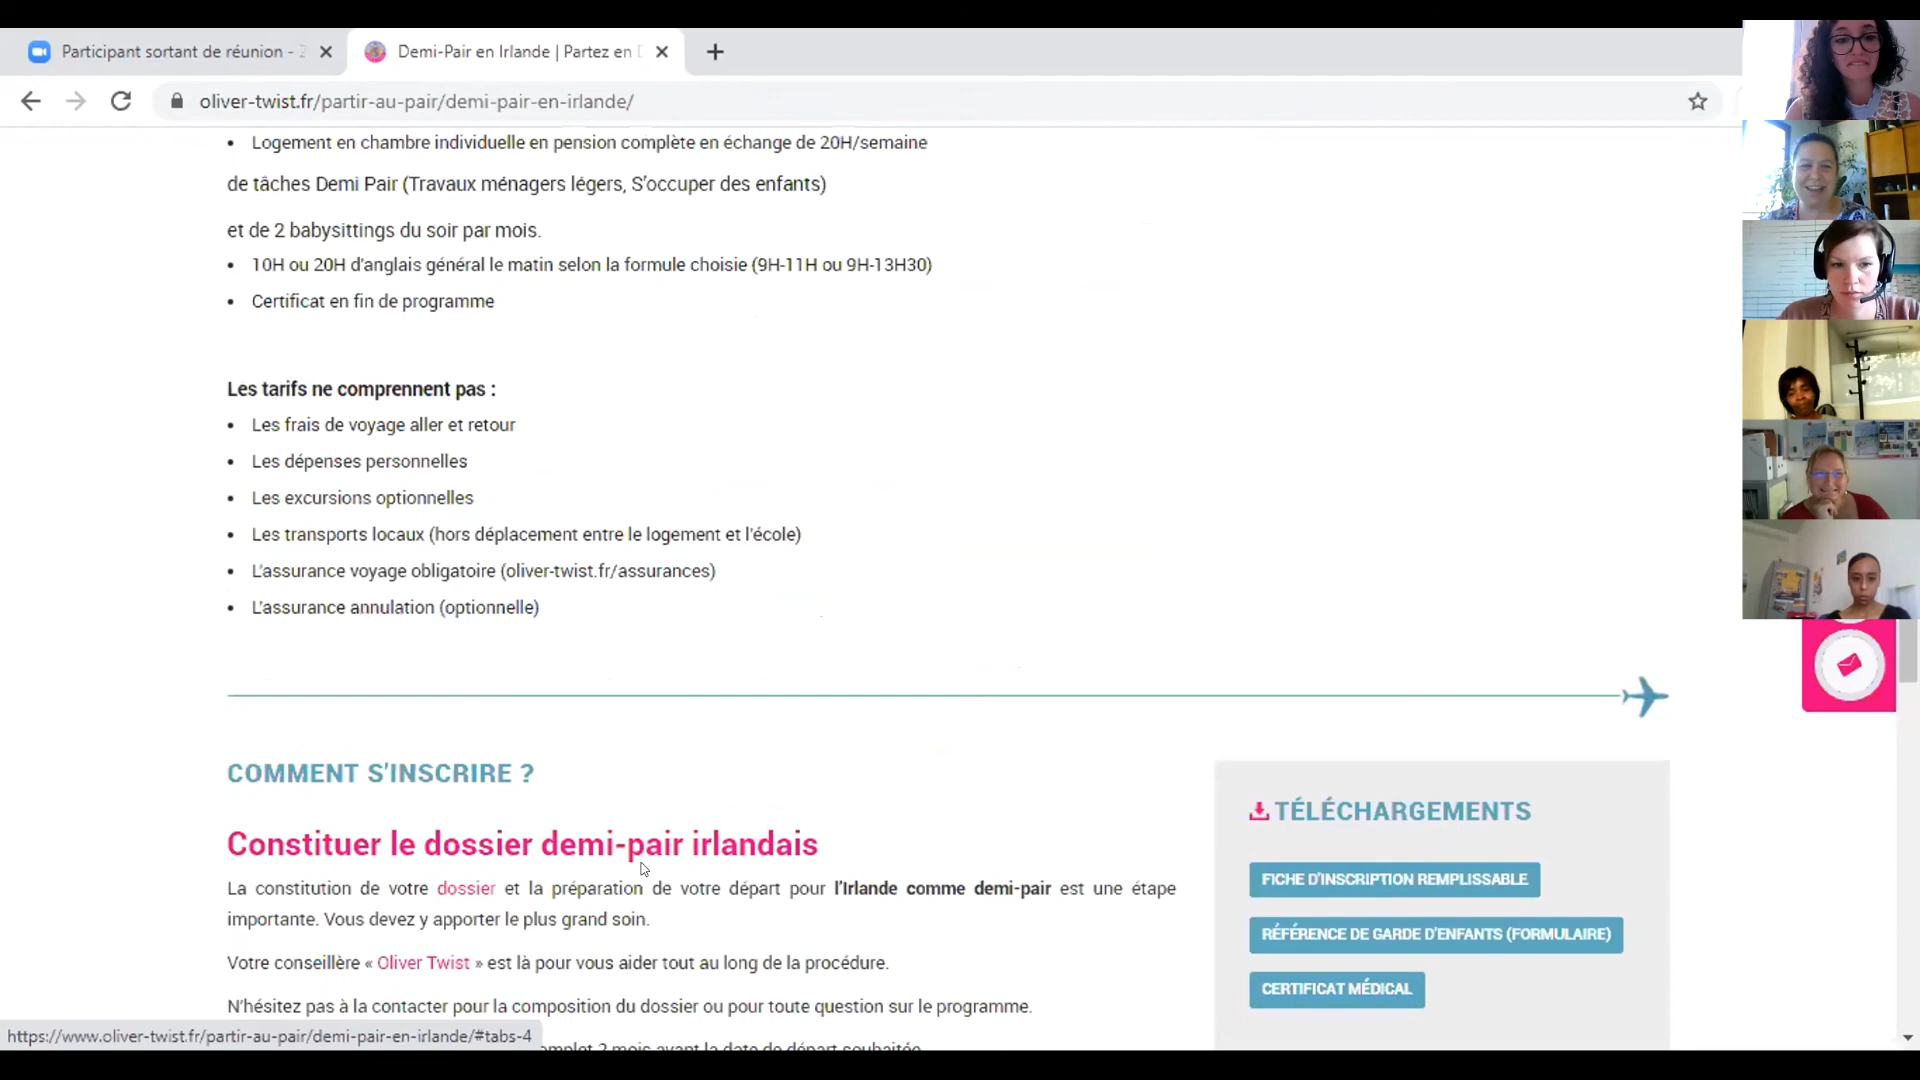 Participant sortant de réunion - Z
Demi-Pair en Irlande | Partez en D
oliver-twist.fr/partir-au-pair/demi-pair-en-irlande/
• Logement en chambre individuelle en pension complète en échange de 20H/semaine
de tâches Demi Pair (Travaux ménagers légers, S'occuper des enfants)
et de 2 babysittings du soir par mois.
• 10H ou 20H d'anglais général le matin selon la formule choisie (9H-11H ou 9H-13H30)
• Certificat en fin de programme
Les tarifs ne comprennent pas :
• Les frais de voyage aller et retour
• Les dépenses personnelles
• Les excursions optionnelles
• Les transports locaux (hors déplacement entre le logement et l'école)
• L'assurance voyage obligatoire (oliver-twist.fr/assurances)
• L'assurance annulation (optionnelle)
COMMENT S'INSCRIRE ?
Constituer le dossier demi-pair irlandais
La constitution de votre dossier et la préparation de votre départ pour l'Irlande comme demi-pair est une étape
importante. Vous devez y apporter le plus grand soin.
Votre conseillère « Oliver Twist » est là pour vous aider tout au long de la procédure.
N'hésitez pas à la contacter pour la composition du dossier ou pour toute question sur le programme.
omplet 2 mois avant la date de départ souhaitée
TÉLÉCHARGEMENTS
FICHE D'INSCRIPTION REMPLISSABLE
RÉFÉRENCE DE GARDE D'ENFANTS (FORMULAIRE)
CERTIFICAT MÉDICAL
https://www.oliver-twist.fr/partir-au-pair/demi-pair-en-irlande/#tabs-4